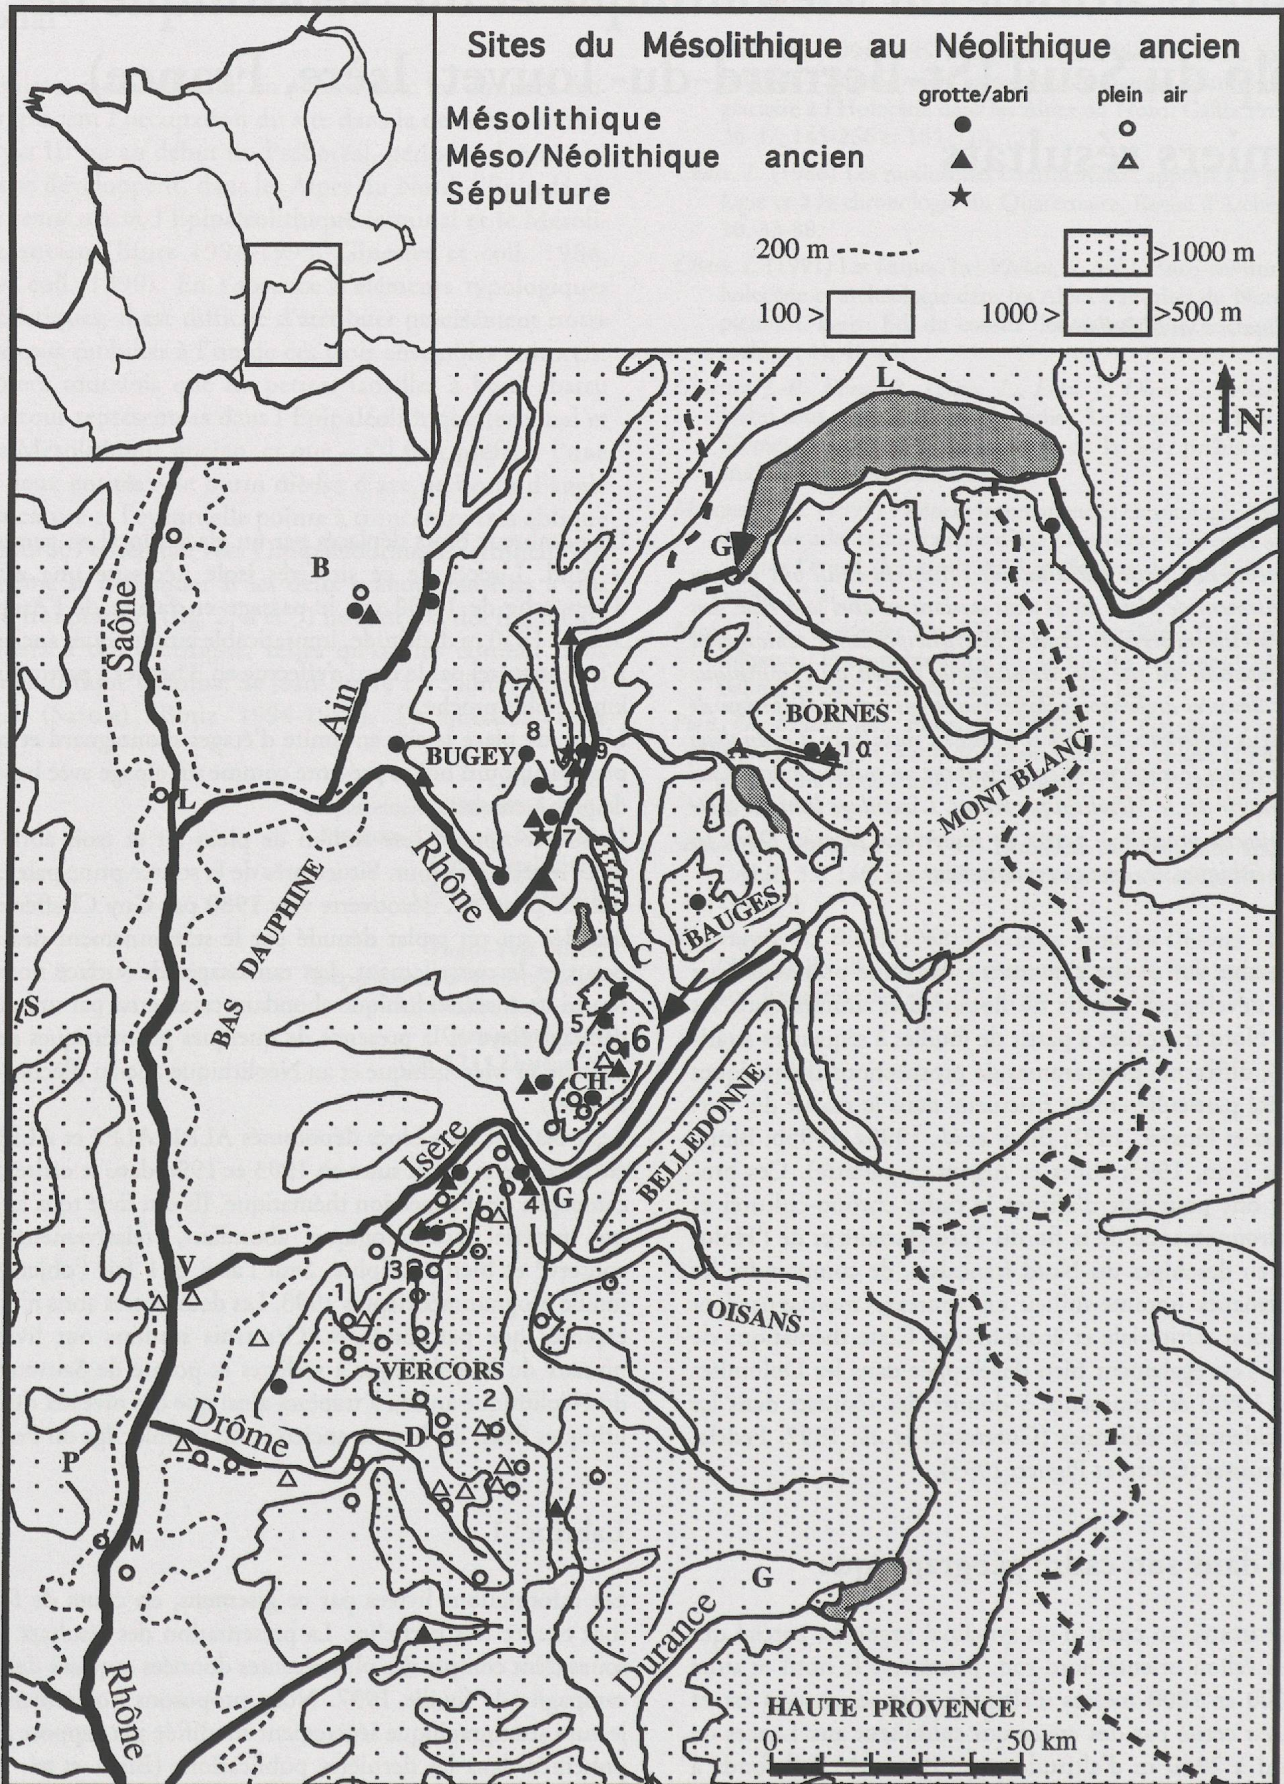 Sites du Mésolithique au Néolithique ancien
grotte/abri plein air
Mésolithique
Méso/Néolithique ancien
Sépulture
200 m >1000 m
100 > 1000 > >500 m
L
N
G
B
Saône
Ain
BORNES
8
BUGEY
9
A
10
MONT BLANC
L
7
Rhône
DAUPHINE
BAS
BAUGES
C
S
5
6
CH
BELLEDONNE
Isère
4
G
V
3
1
OISANS
VERCORS
2
Drôme
D
P
M
G
Durance
Rhône
HAUTE PROVENCE
0 50 km